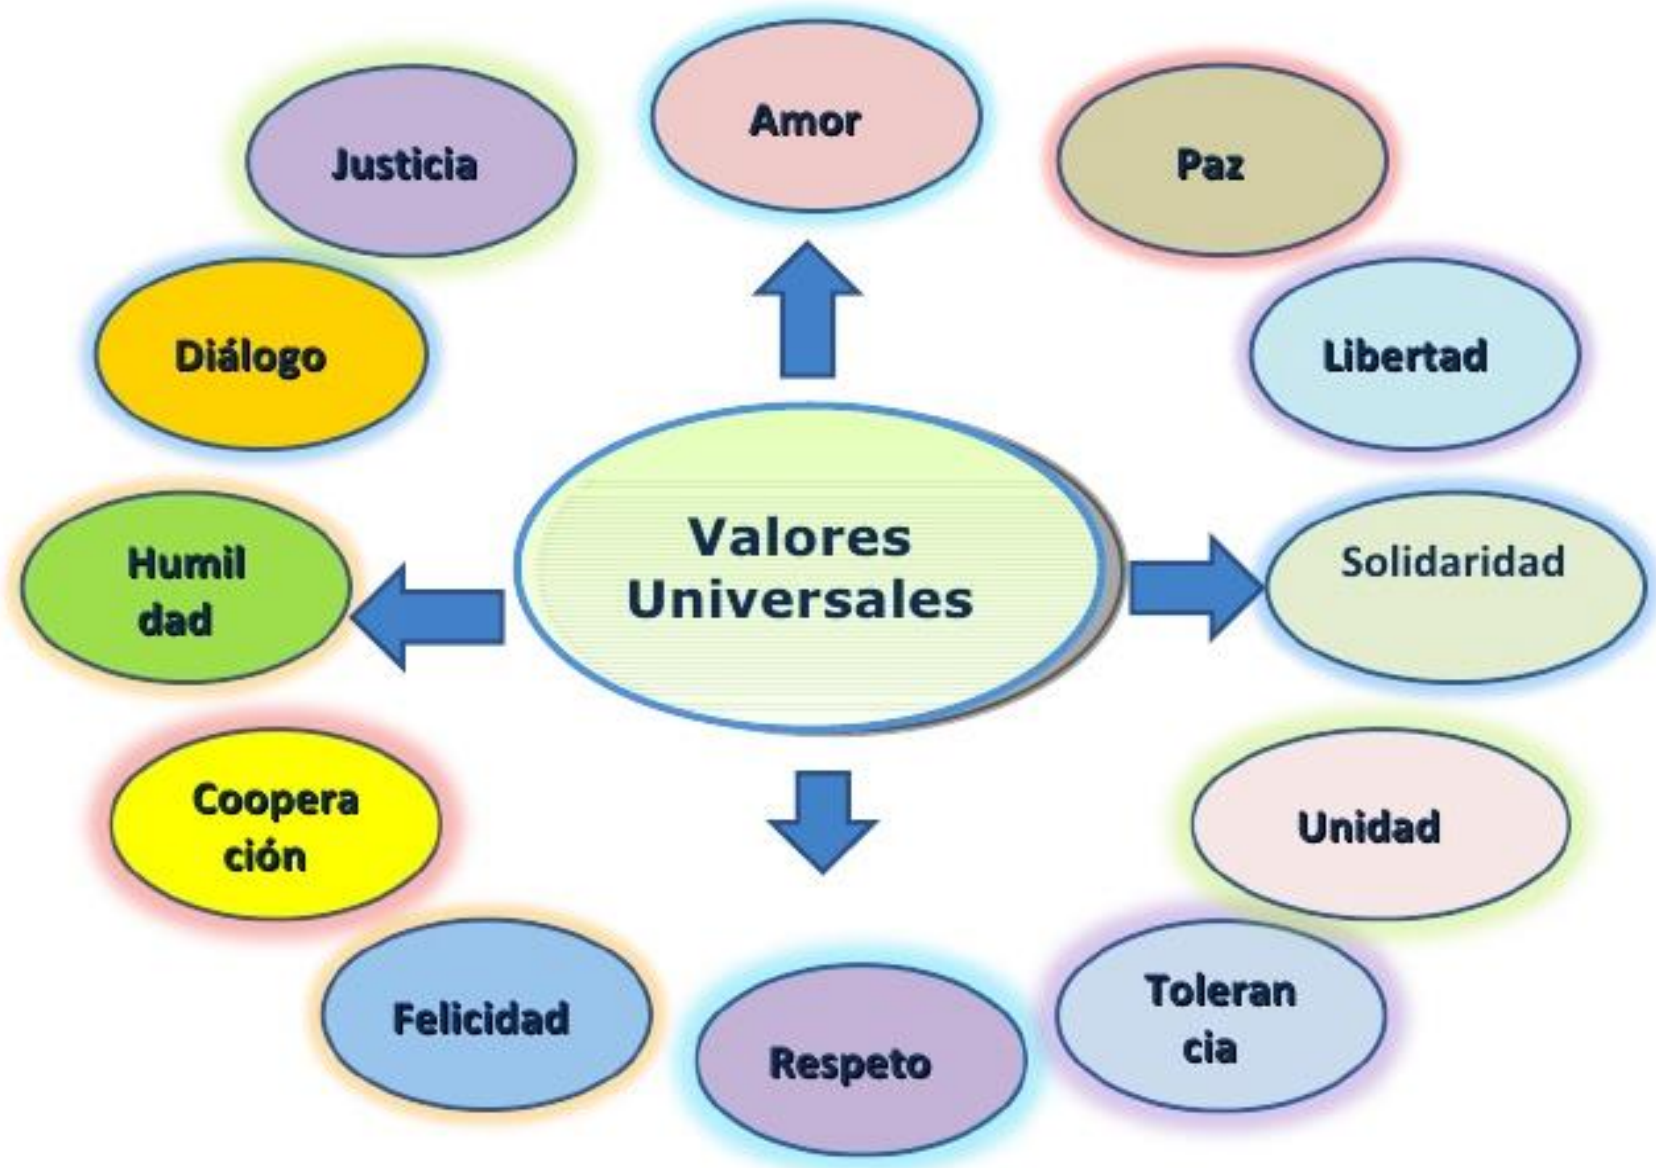 Amor
Justicia
Paz
Diálogo
Libertad
Valores
Universales
Humil
dad
Solidaridad
Coopera
ción
Unidad
Felicidad
Toleran
cia
Respeto